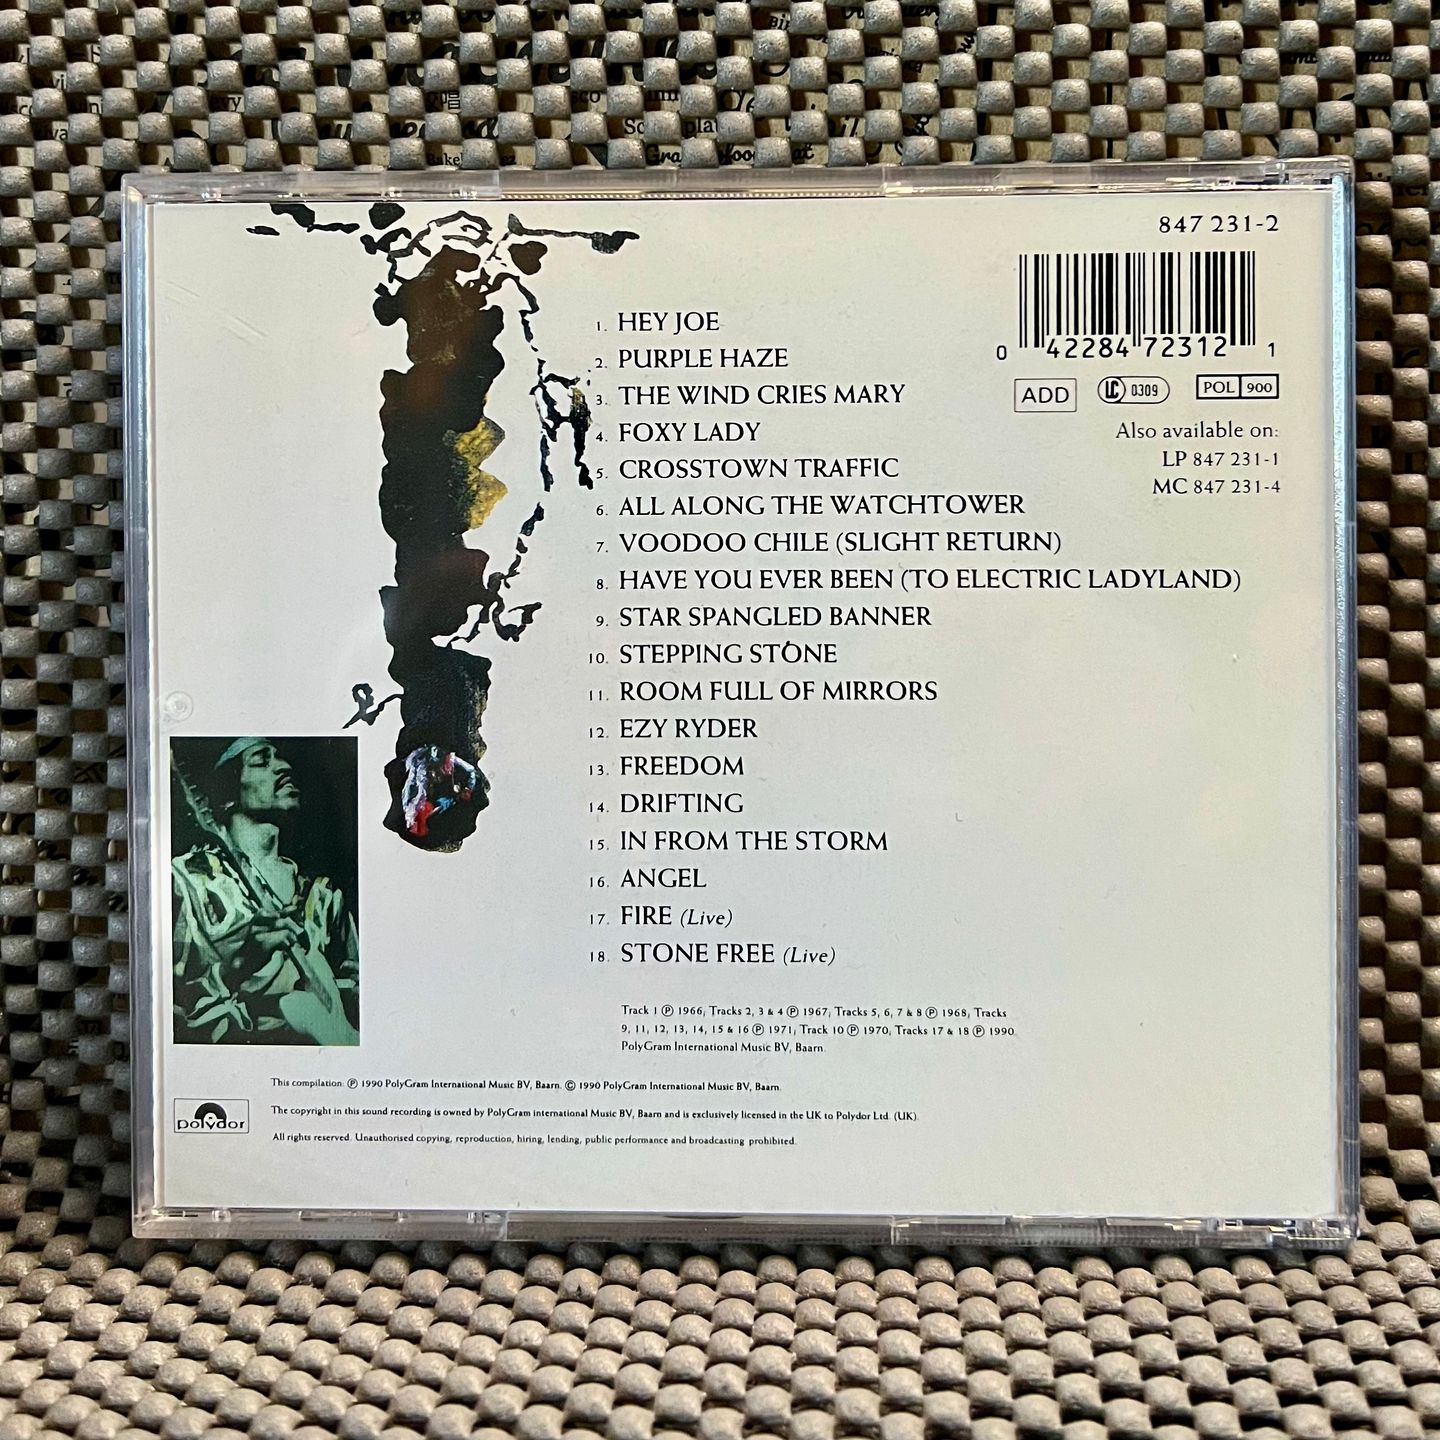 847 231-2
0 42284 72312 1
ADD
LC 0309
POL 900
Also available on:
LP 847 231-1
MC 847 231-4
1. HEY JOE
2. PURPLE HAZE
3. THE WIND CRIES MARY
4. FOXY LADY
5. CROSSTOWN TRAFFIC
6. ALL ALONG THE WATCHTOWER
7. VOODOO CHILE (SLIGHT RETURN)
8. HAVE YOU EVER BEEN (TO ELECTRIC LADYLAND)
9. STAR SPANGLED BANNER
10. STEPPING STONE
11. ROOM FULL OF MIRRORS
12. EZY RYDER
13. FREEDOM
14. DRIFTING
15. IN FROM THE STORM
16. ANGEL
17. FIRE (Live)
18. STONE FREE (Live)
Track 1 ℗ 1966, Tracks 2, 3 & 4 ℗ 1967, Tracks 5, 6, 7 & 8 ℗ 1968, Tracks
9, 11, 12, 13, 14, 15 & 16 ℗ 1971, Track 10 ℗ 1970, Tracks 17 & 18 ℗ 1990
PolyGram International Music BV, Baarn.
This compilation: ℗ 1990 PolyGram International Music BV, Baarn. © 1990 PolyGram International Music BV, Baarn.
The copyright in this sound recording is owned by PolyGram international Music BV, Baarn and is exclusively licensed in the UK to Polydor Ltd. (UK).
All rights reserved. Unauthorised copying, reproduction, hiring, lending, public performance and broadcasting prohibited.
polydor